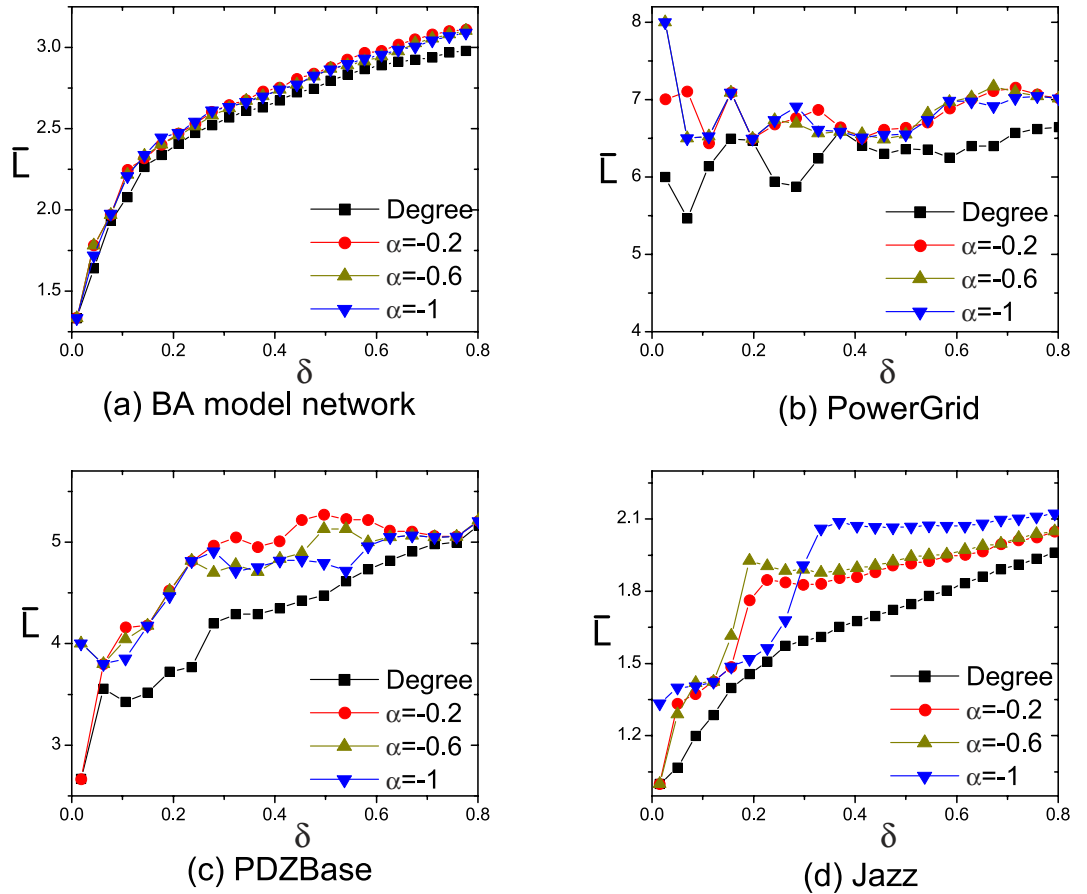 3.0
2.5
2.0
1.5
L̄
Degree
α=-0.2
α=-0.6
α=-1
0.0 0.2 0.4 0.6 0.8
δ
(a) BA model network
8
7
6
5
4
L̄
Degree
α=-0.2
α=-0.6
α=-1
0.0 0.2 0.4 0.6 0.8
δ
(b) PowerGrid
5
4
3
L̄
Degree
α=-0.2
α=-0.6
α=-1
0.0 0.2 0.4 0.6 0.8
δ
(c) PDZBase
2.1
1.8
1.5
1.2
L̄
Degree
α=-0.2
α=-0.6
α=-1
0.0 0.2 0.4 0.6 0.8
δ
(d) Jazz